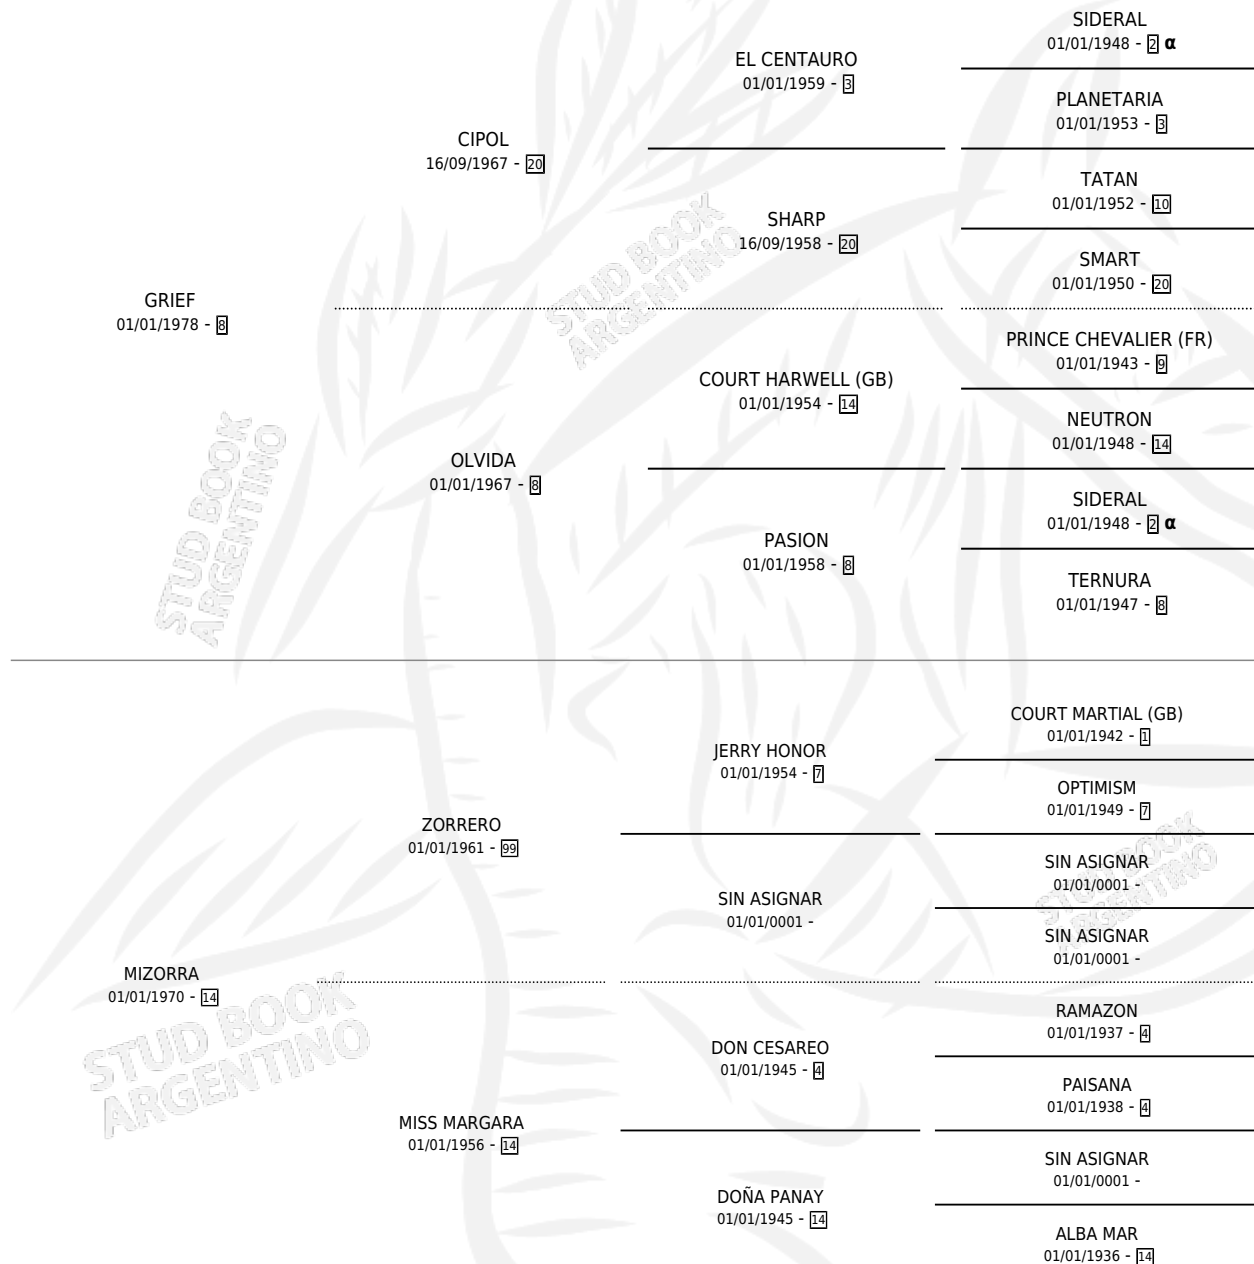 SIDERAL
01/01/1948 - 2 α
EL CENTAURO
01/01/1959 - 3
PLANETARIA
01/01/1953 - 3
CIPOL
16/09/1967 - 20
TATAN
01/01/1952 - 10
SHARP
16/09/1958 - 20
SMART
01/01/1950 - 20
GRIEF
01/01/1978 - 8
PRINCE CHEVALIER (FR)
01/01/1943 - 9
COURT HARWELL (GB)
01/01/1954 - 14
NEUTRON
01/01/1948 - 14
OLVIDA
01/01/1967 - 8
SIDERAL
01/01/1948 - 2 α
PASION
01/01/1958 - 8
TERNURA
01/01/1947 - 8
COURT MARTIAL (GB)
01/01/1942 - 1
JERRY HONOR
01/01/1954 - 7
OPTIMISM
01/01/1949 - 7
ZORRERO
01/01/1961 - 99
SIN ASIGNAR
01/01/0001 -
SIN ASIGNAR
01/01/0001 -
SIN ASIGNAR
01/01/0001 -
MIZORRA
01/01/1970 - 14
RAMAZON
01/01/1937 - 4
DON CESAREO
01/01/1945 - 4
PAISANA
01/01/1938 - 4
MISS MARGARA
01/01/1956 - 14
SIN ASIGNAR
01/01/0001 -
DOÑA PANAY
01/01/1945 - 14
ALBA MAR
01/01/1936 - 14
STUD BOOK
ARGENTINO
STUD BOOK
ARGENTINO
STUD BOOK
ARGENTINO
STUD BOOK
ARGENTINO